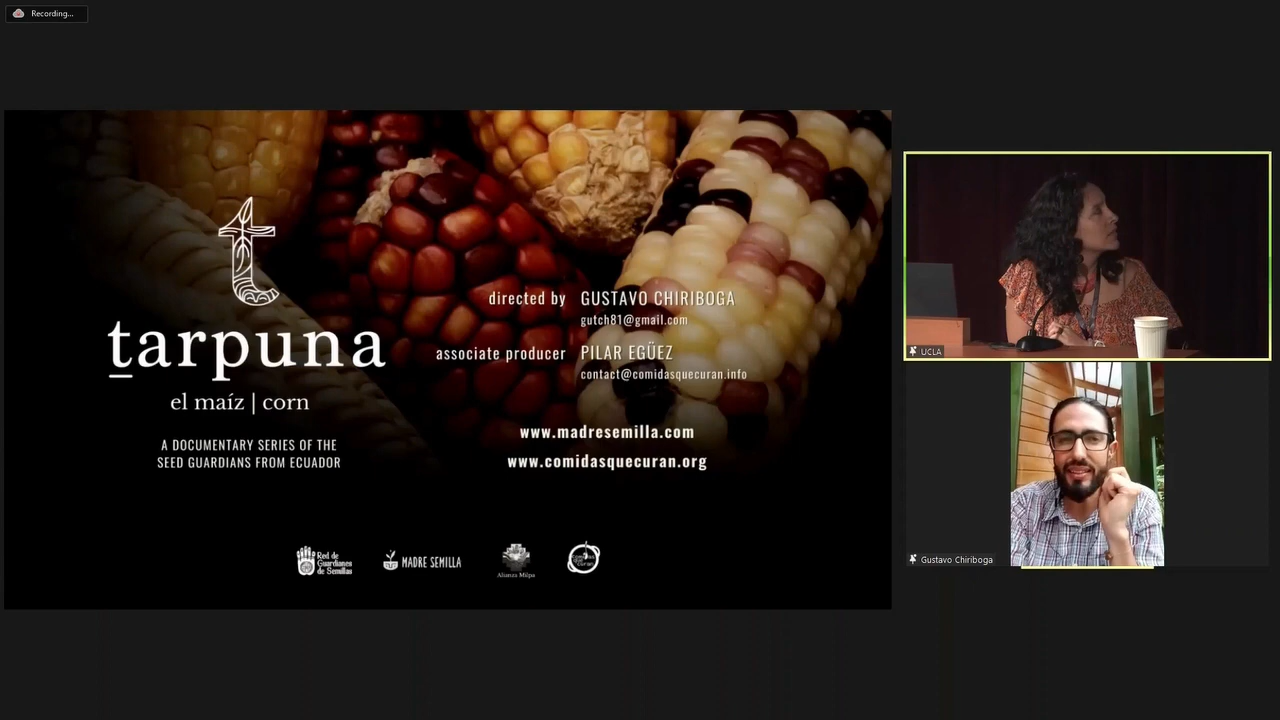 Recording...
tarpuna
el maíz | corn
A DOCUMENTARY SERIES OF THE
SEED GUARDIANS FROM ECUADOR
directed by GUSTAVO CHIRIBOGA
gutch81@gmail.com
associate producer PILAR EGÜEZ
contact@comidasquecuran.info
www.madresemilla.com
www.comidasquecuran.org
Red de
Guardianes
de Semillas
MADRE SEMILLA
Alianza Milpa
UCLA
Gustavo Chiriboga